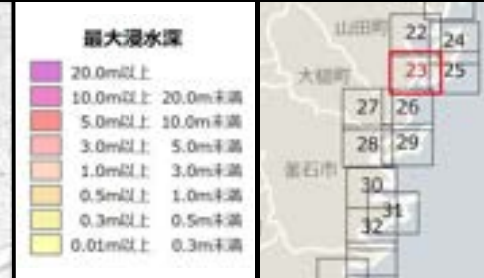 最大浸水深
20.0m以上
10.0m以上 20.0m未満
5.0m以上 10.0m未満
3.0m以上 5.0m未満
1.0m以上 3.0m未満
0.5m以上 1.0m未満
0.3m以上 0.5m未満
0.01m以上 0.3m未満
山田町 22
24
大槌町 23 25
27 26
28 29
釜石市
30
31
32